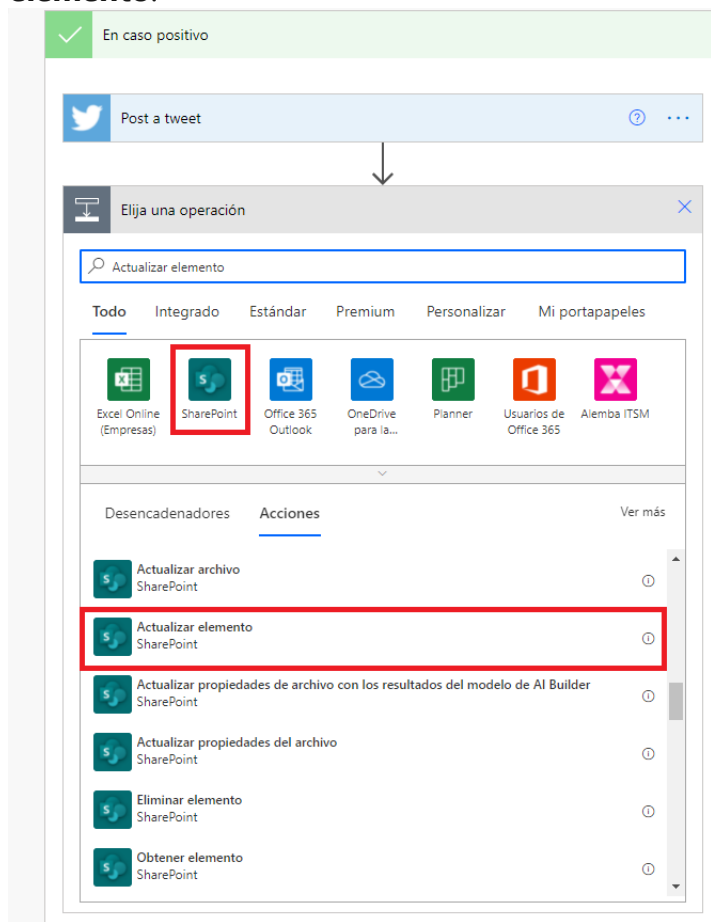 elemento.
En caso positivo
Post a tweet
Elija una operación
Actualizar elemento
Todo Integrado Estándar Premium Personalizar Mi portapapeles
Excel Online (Empresas)
SharePoint
Office 365 Outlook
OneDrive para la...
Planner
Usuarios de Office 365
Alemba ITSM
Desencadenadores Acciones Ver más
Actualizar archivo
SharePoint
Actualizar elemento
SharePoint
Actualizar propiedades de archivo con los resultados del modelo de AI Builder
SharePoint
Actualizar propiedades del archivo
SharePoint
Eliminar elemento
SharePoint
Obtener elemento
SharePoint